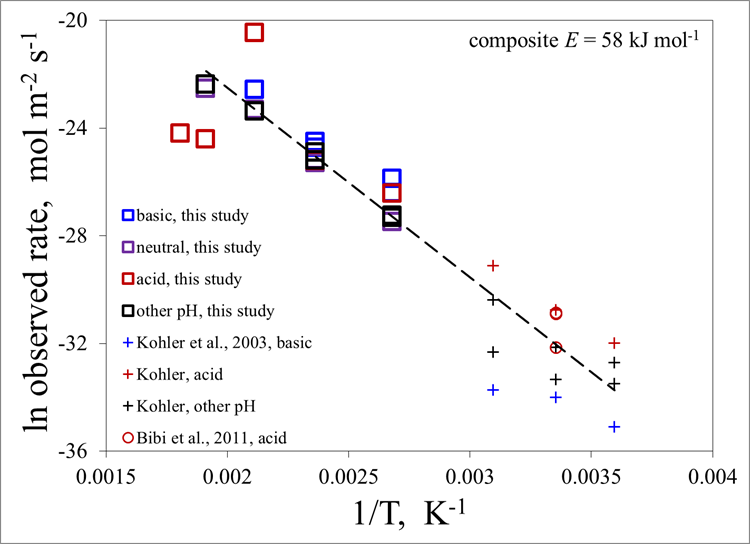 composite E = 58 kJ mol-1
ln observed rate, mol m-2 s-1
-20
-24
-28
-32
-36
basic, this study
neutral, this study
acid, this study
other pH, this study
Kohler et al., 2003, basic
Kohler, acid
Kohler, other pH
Bibi et al., 2011, acid
0.0015 0.002 0.0025 0.003 0.0035 0.004
1/T, K-1